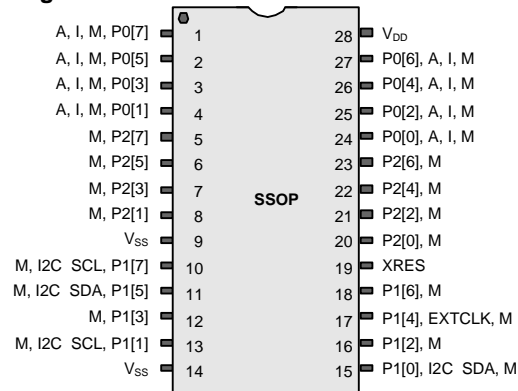 A, I, M, P0[7] 1 28 VDD
A, I, M, P0[5] 2 27 P0[6], A, I, M
A, I, M, P0[3] 3 26 P0[4], A, I, M
A, I, M, P0[1] 4 25 P0[2], A, I, M
M, P2[7] 5 24 P0[0], A, I, M
M, P2[5] 6 23 P2[6], M
M, P2[3] 7 22 P2[4], M
SSOP
M, P2[1] 8 21 P2[2], M
VSS 9 20 P2[0], M
M, I2C SCL, P1[7] 10 19 XRES
M, I2C SDA, P1[5] 11 18 P1[6], M
M, P1[3] 12 17 P1[4], EXTCLK, M
M, I2C SCL, P1[1] 13 16 P1[2], M
VSS 14 15 P1[0], I2C SDA, M